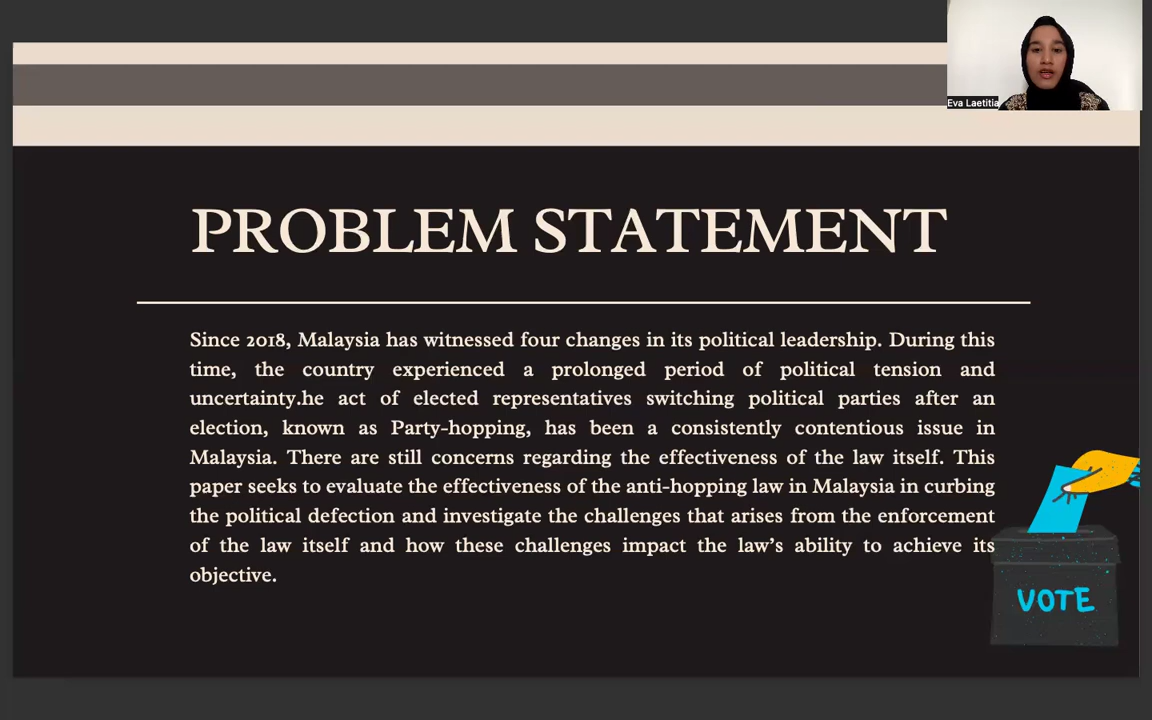 Eva Laetitia
PROBLEM STATEMENT
Since 2018, Malaysia has witnessed four changes in its political leadership. During this
time, the country experienced a prolonged period of political tension and
uncertainty.he act of elected representatives switching political parties after an
election, known as Party-hopping, has been a consistently contentious issue in
Malaysia. There are still concerns regarding the effectiveness of the law itself. This
paper seeks to evaluate the effectiveness of the anti-hopping law in Malaysia in curbing
the political defection and investigate the challenges that arises from the enforcement
of the law itself and how these challenges impact the law’s ability to achieve its
objective.
VOTE